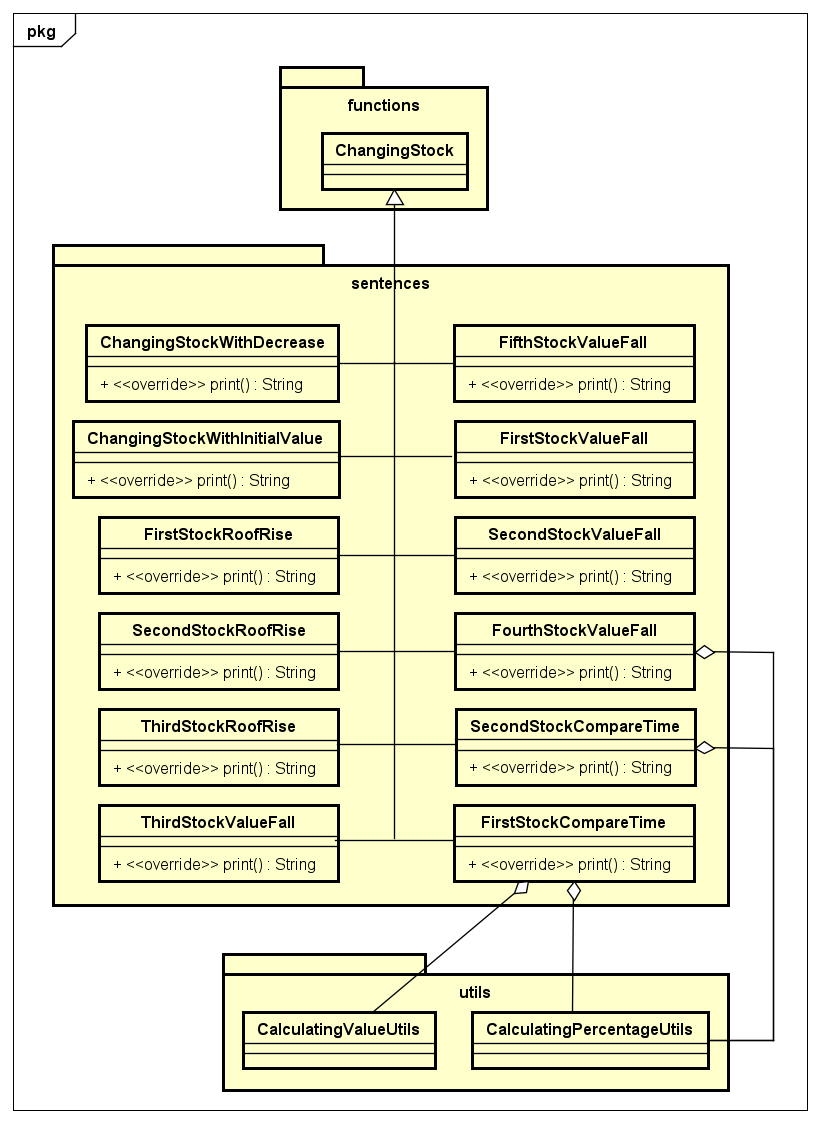 pkg
functions
ChangingStock
sentences
ChangingStockWithDecrease
+ <<override>> print() : String
FifthStockValueFall
+ <<override>> print() : String
ChangingStockWithInitialValue
+ <<override>> print() : String
FirstStockValueFall
+ <<override>> print() : String
FirstStockRoofRise
+ <<override>> print() : String
SecondStockValueFall
+ <<override>> print() : String
SecondStockRoofRise
+ <<override>> print() : String
FourthStockValueFall
+ <<override>> print() : String
ThirdStockRoofRise
+ <<override>> print() : String
SecondStockCompareTime
+ <<override>> print() : String
ThirdStockValueFall
+ <<override>> print() : String
FirstStockCompareTime
+ <<override>> print() : String
utils
CalculatingValueUtils
CalculatingPercentageUtils